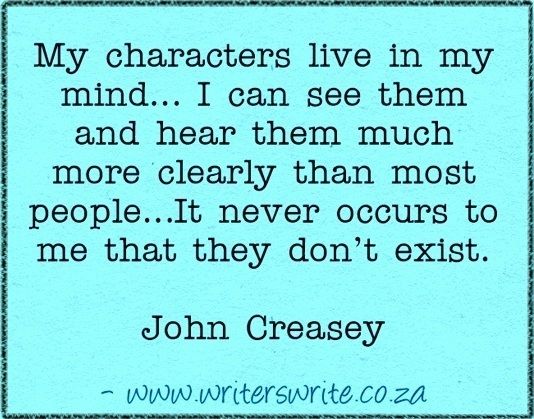 My characters live in my
mind... I can see them
and hear them much
more clearly than most
people...It never occurs to
me that they don't exist.
John Creasey
- www.writerswrite.co.za